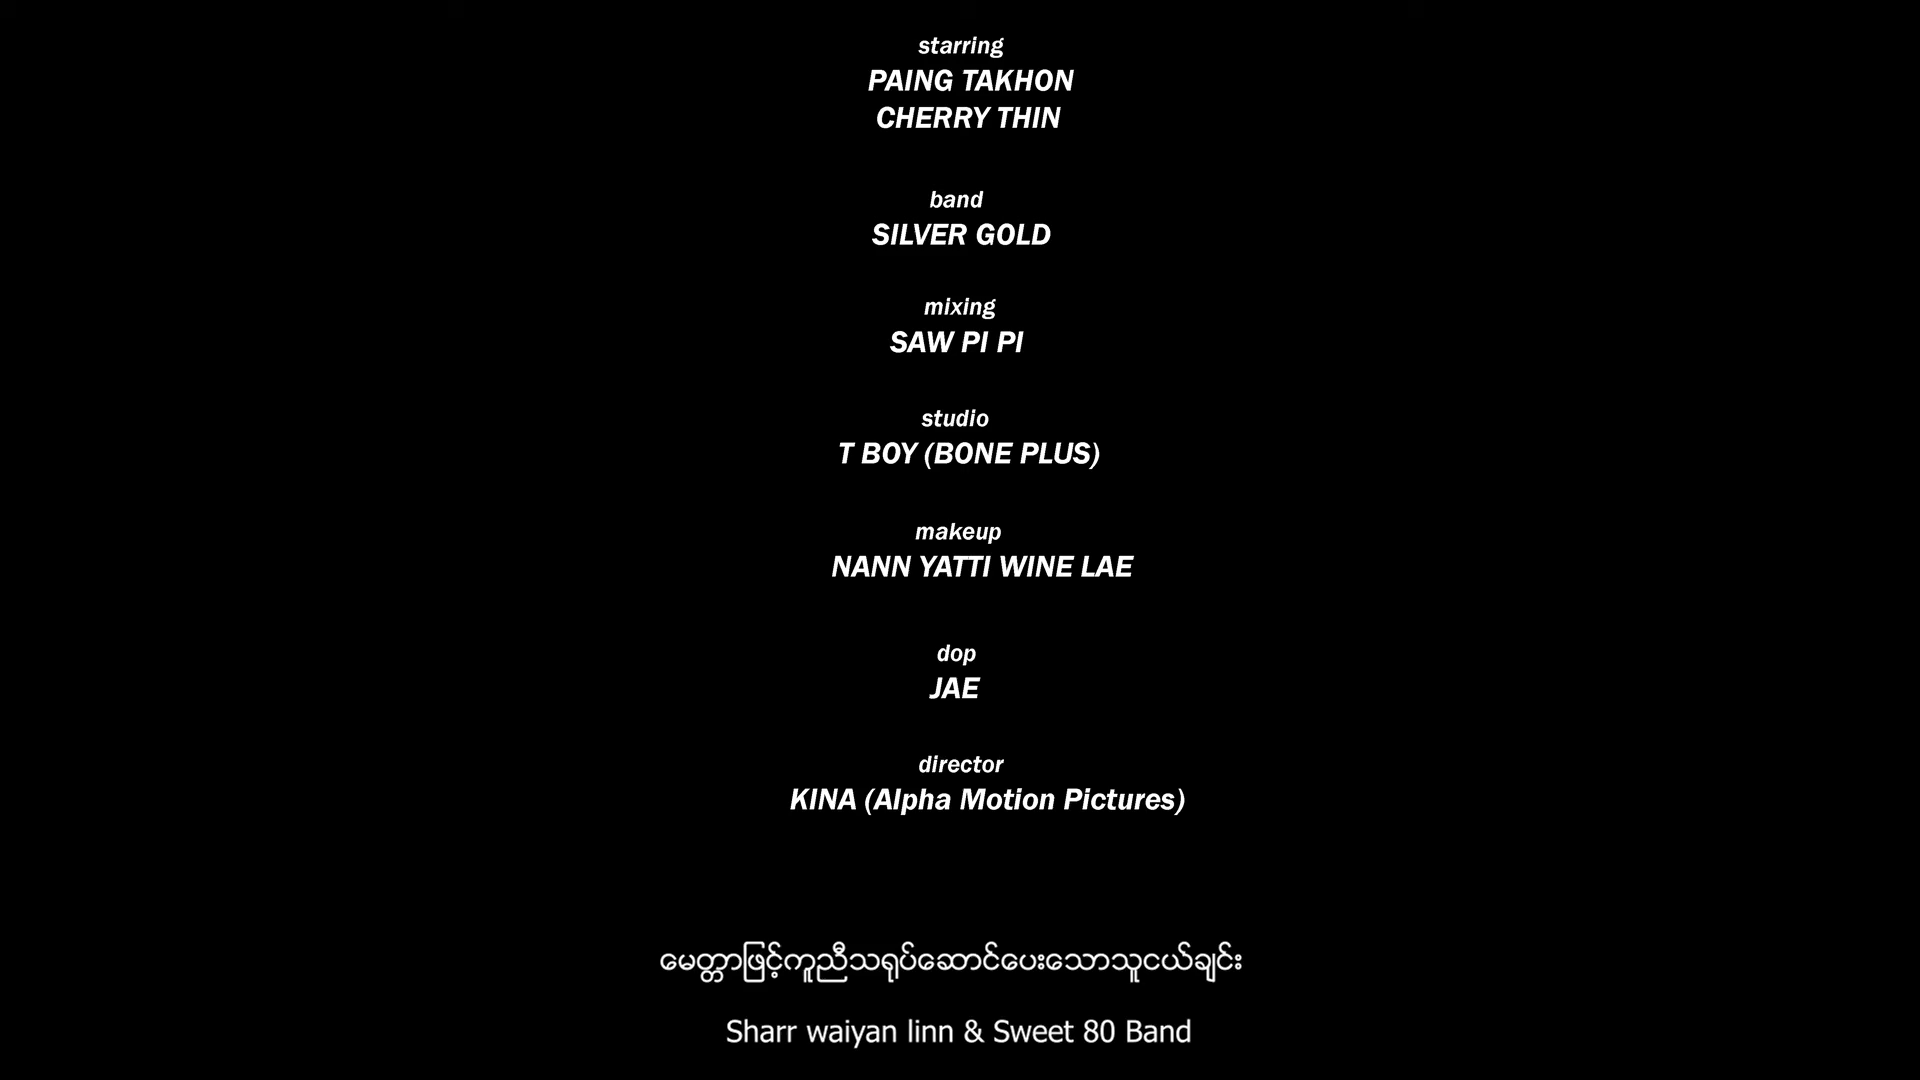 starring
PAING TAKHON
CHERRY THIN
band
SILVER GOLD
mixing
SAW PI PI
studio
T BOY (BONE PLUS)
makeup
NANN YATTI WINE LAE
dop
JAE
director
KINA (Alpha Motion Pictures)
မေတ္တာဖြင့်ကူညီသရုပ်ဆောင်ပေးသောသူငယ်ချင်း
Sharr waiyan linn & Sweet 80 Band